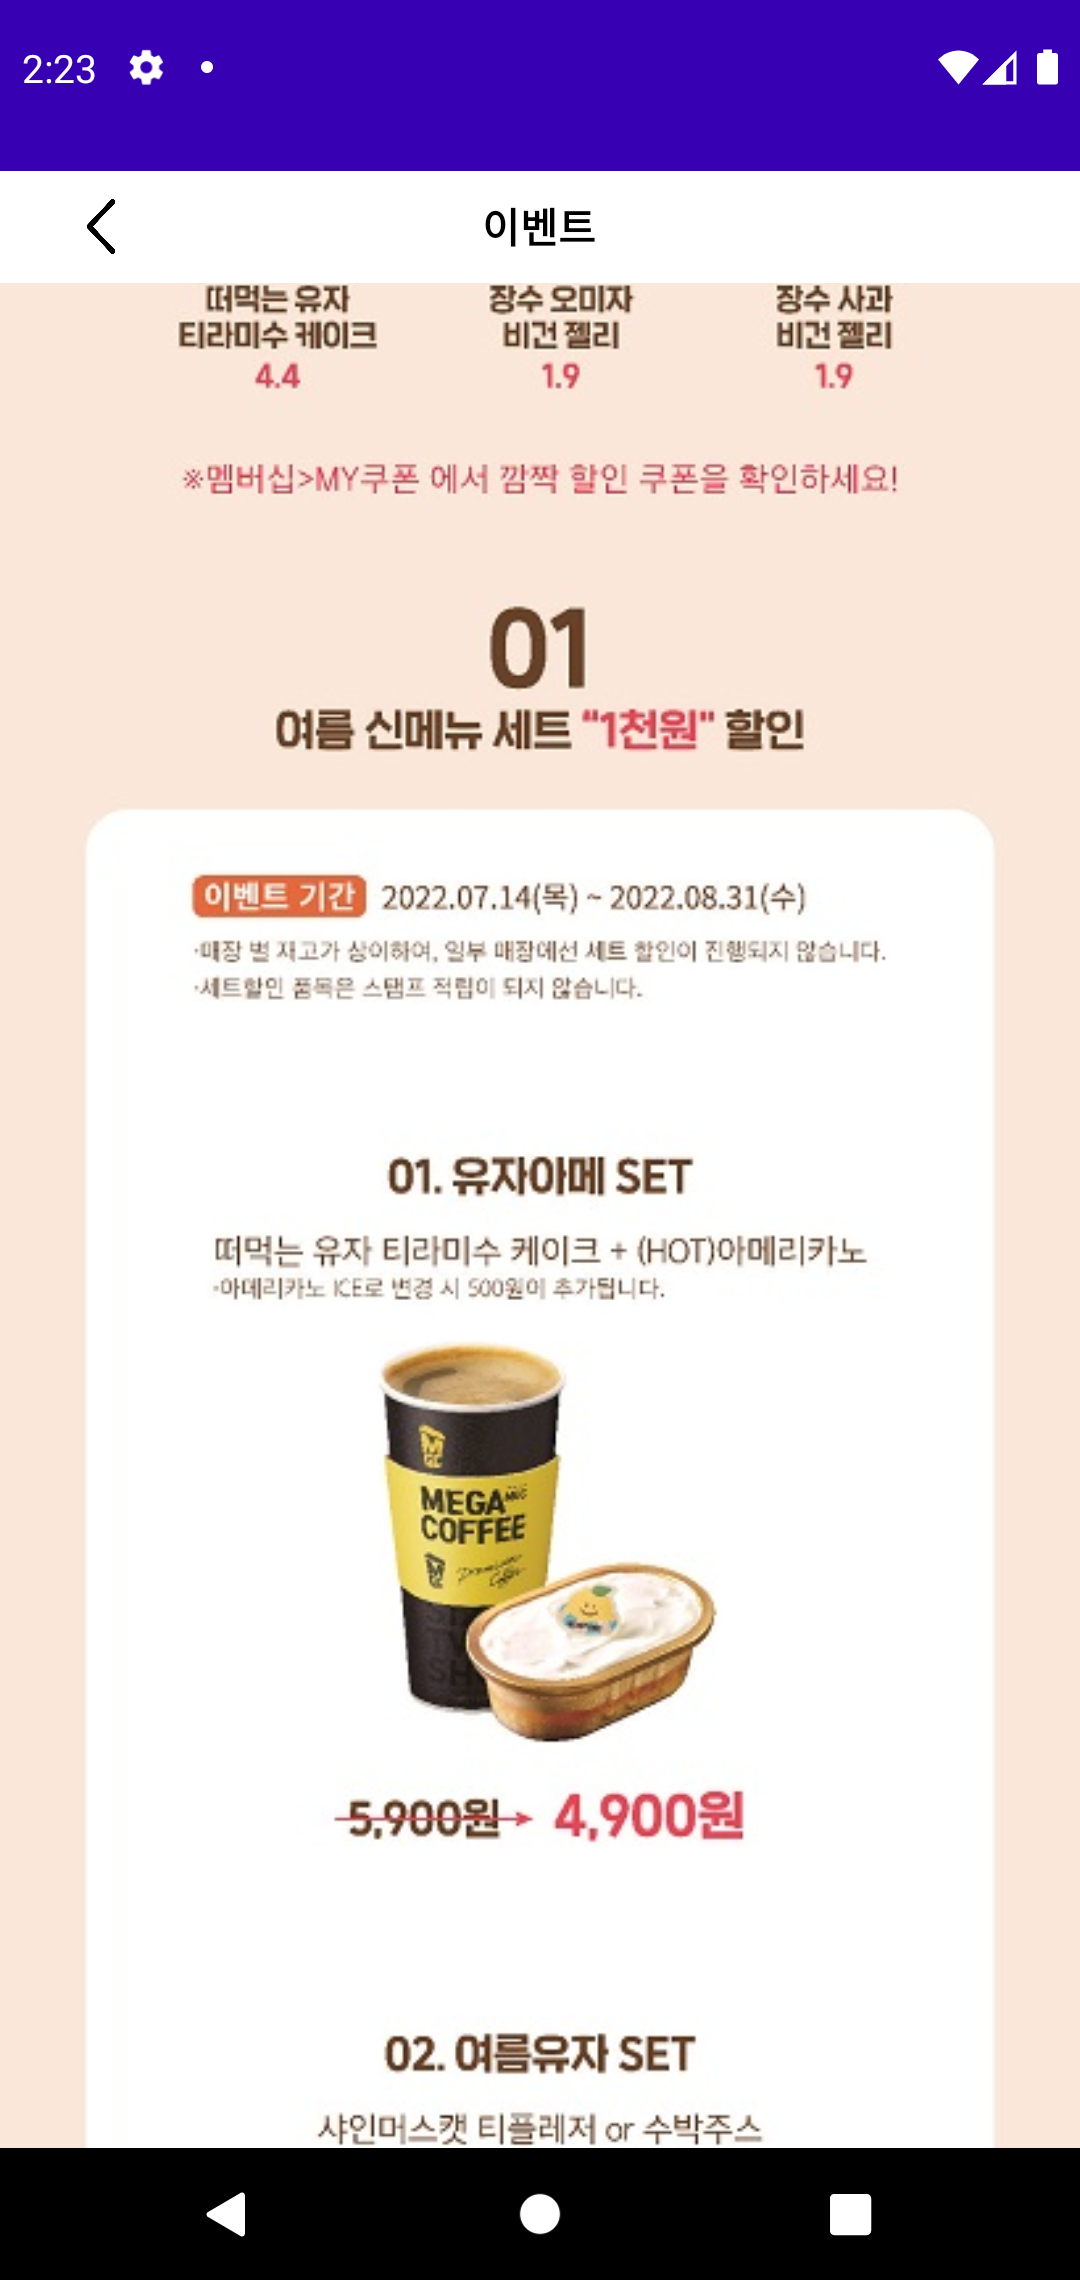 2:23
이벤트
떠먹는 유자 장수 오미자 장수 사과
티라미수 케이크 비건 젤리 비건 젤리
4.4 1.9 1.9
※멤버십>MY쿠폰 에서 깜짝 할인 쿠폰을 확인하세요!
01
여름 신메뉴 세트 “1천원" 할인
이벤트 기간 2022.07.14(목) ~ 2022.08.31(수)
·매장 별 재고가 상이하여, 일부 매장에선 세트 할인이 진행되지 않습니다.
·세트할인 품목은 스탬프 적립이 되지 않습니다.
01. 유자아메 SET
떠먹는 유자 티라미수 케이크 + (HOT)아메리카노
·아메리카노 ICE로 변경 시 500원이 추가됩니다.
MEGA MGC
COFFEE
5,900원 4,900원
02. 여름유자 SET
샤인머스캣 티플레저 or 수박주스